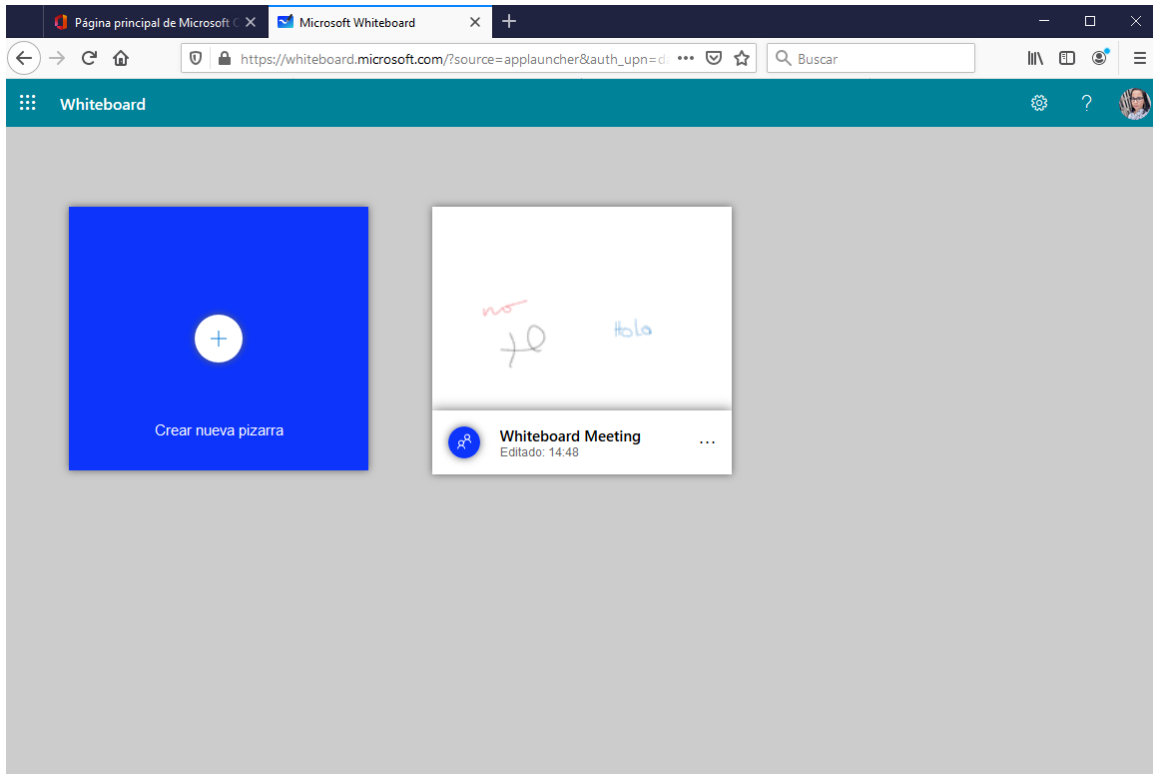 Página principal de Microsoft
Microsoft Whiteboard
https://whiteboard.microsoft.com/?source=applauncher&auth_upn=d
Buscar
Whiteboard
?
no
Hola
Crear nueva pizarra
Whiteboard Meeting
Editado: 14:48